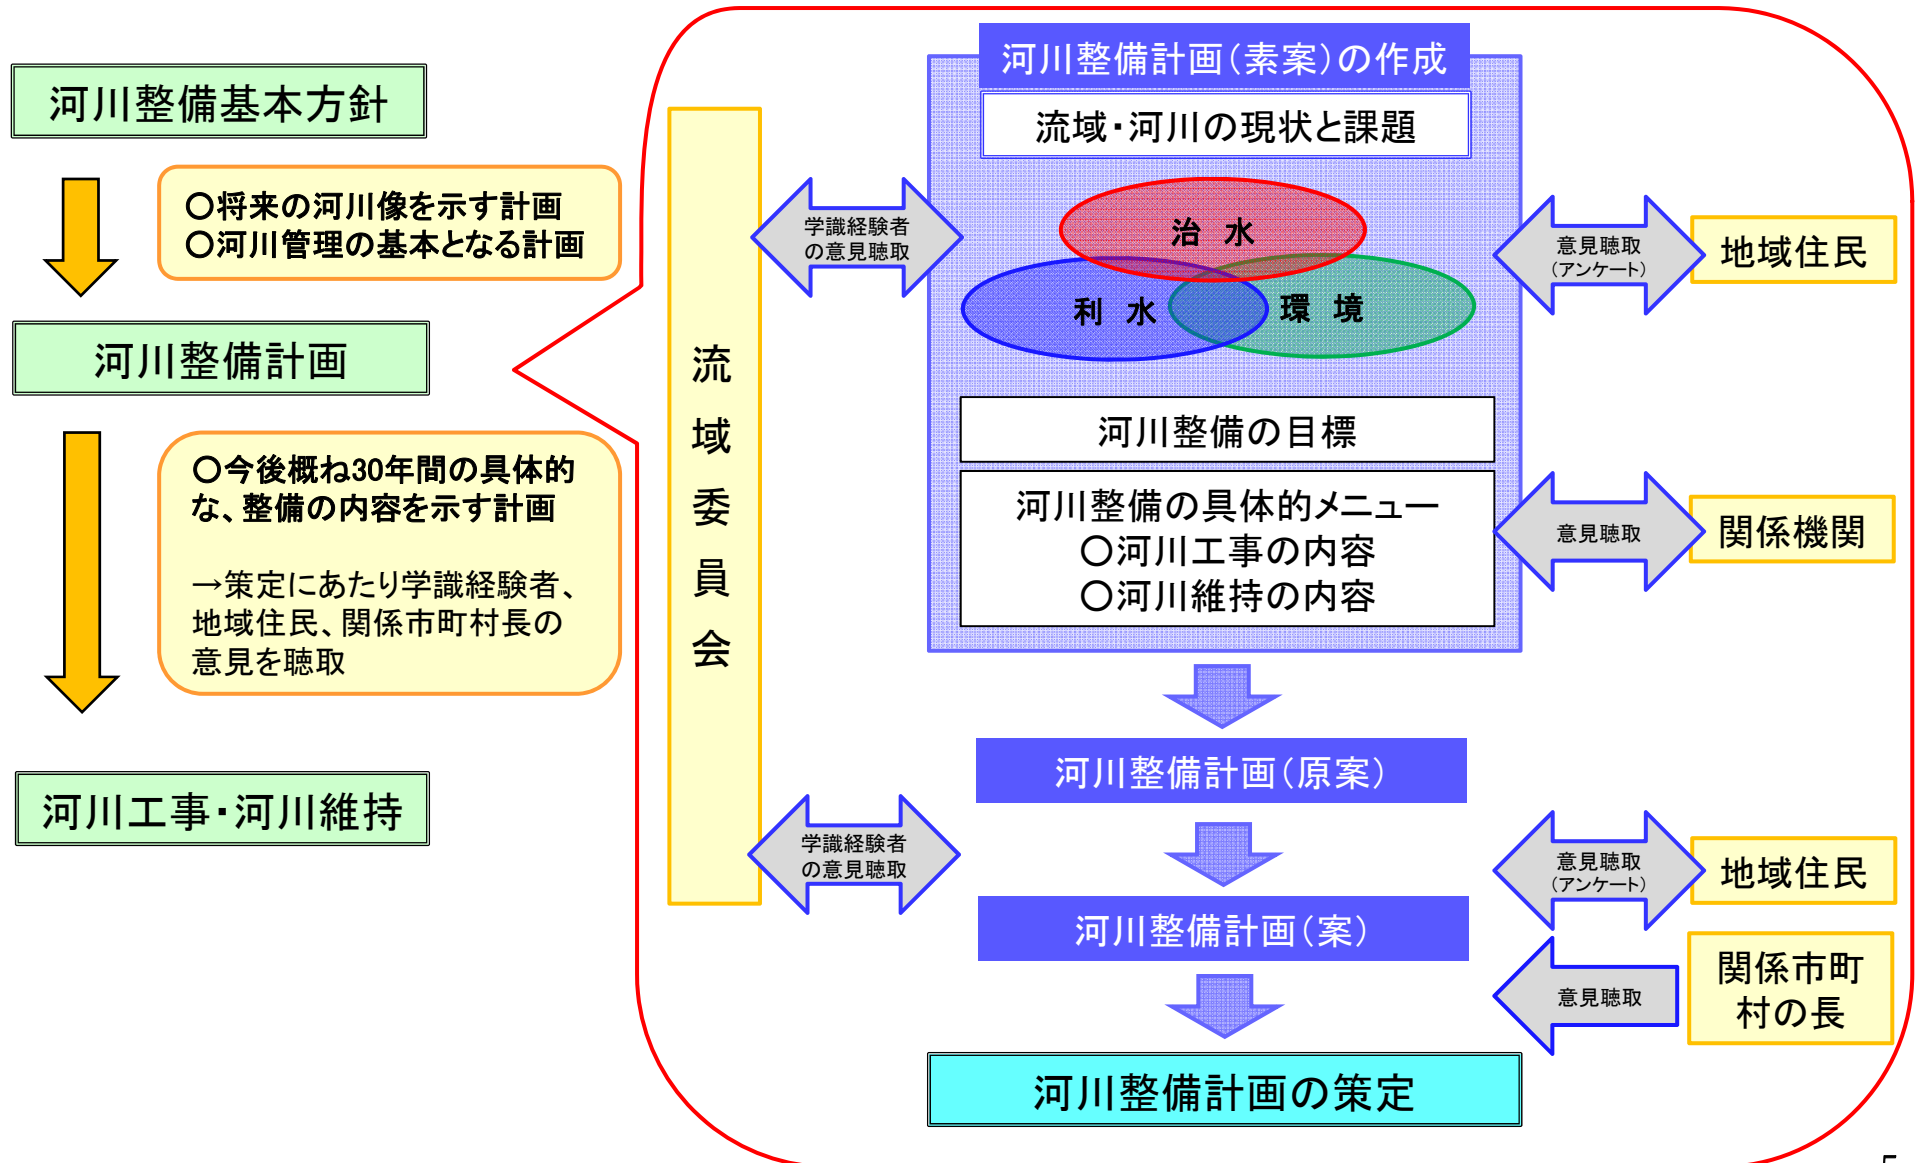 河川整備基本方針
○将来の河川像を示す計画
○河川管理の基本となる計画
河川整備計画
○今後概ね30年間の具体的
な、整備の内容を示す計画
→策定にあたり学識経験者、
地域住民、関係市町村長の
意見を聴取
河川工事・河川維持
流域委員会
学識経験者
の意見聴取
学識経験者
の意見聴取
河川整備計画（素案）の作成
流域・河川の現状と課題
治 水
利 水
環 境
河川整備の目標
河川整備の具体的メニュー
○河川工事の内容
○河川維持の内容
河川整備計画（原案）
河川整備計画（案）
河川整備計画の策定
意見聴取
（アンケート）
地域住民
意見聴取
関係機関
意見聴取
（アンケート）
地域住民
意見聴取
関係市町
村の長